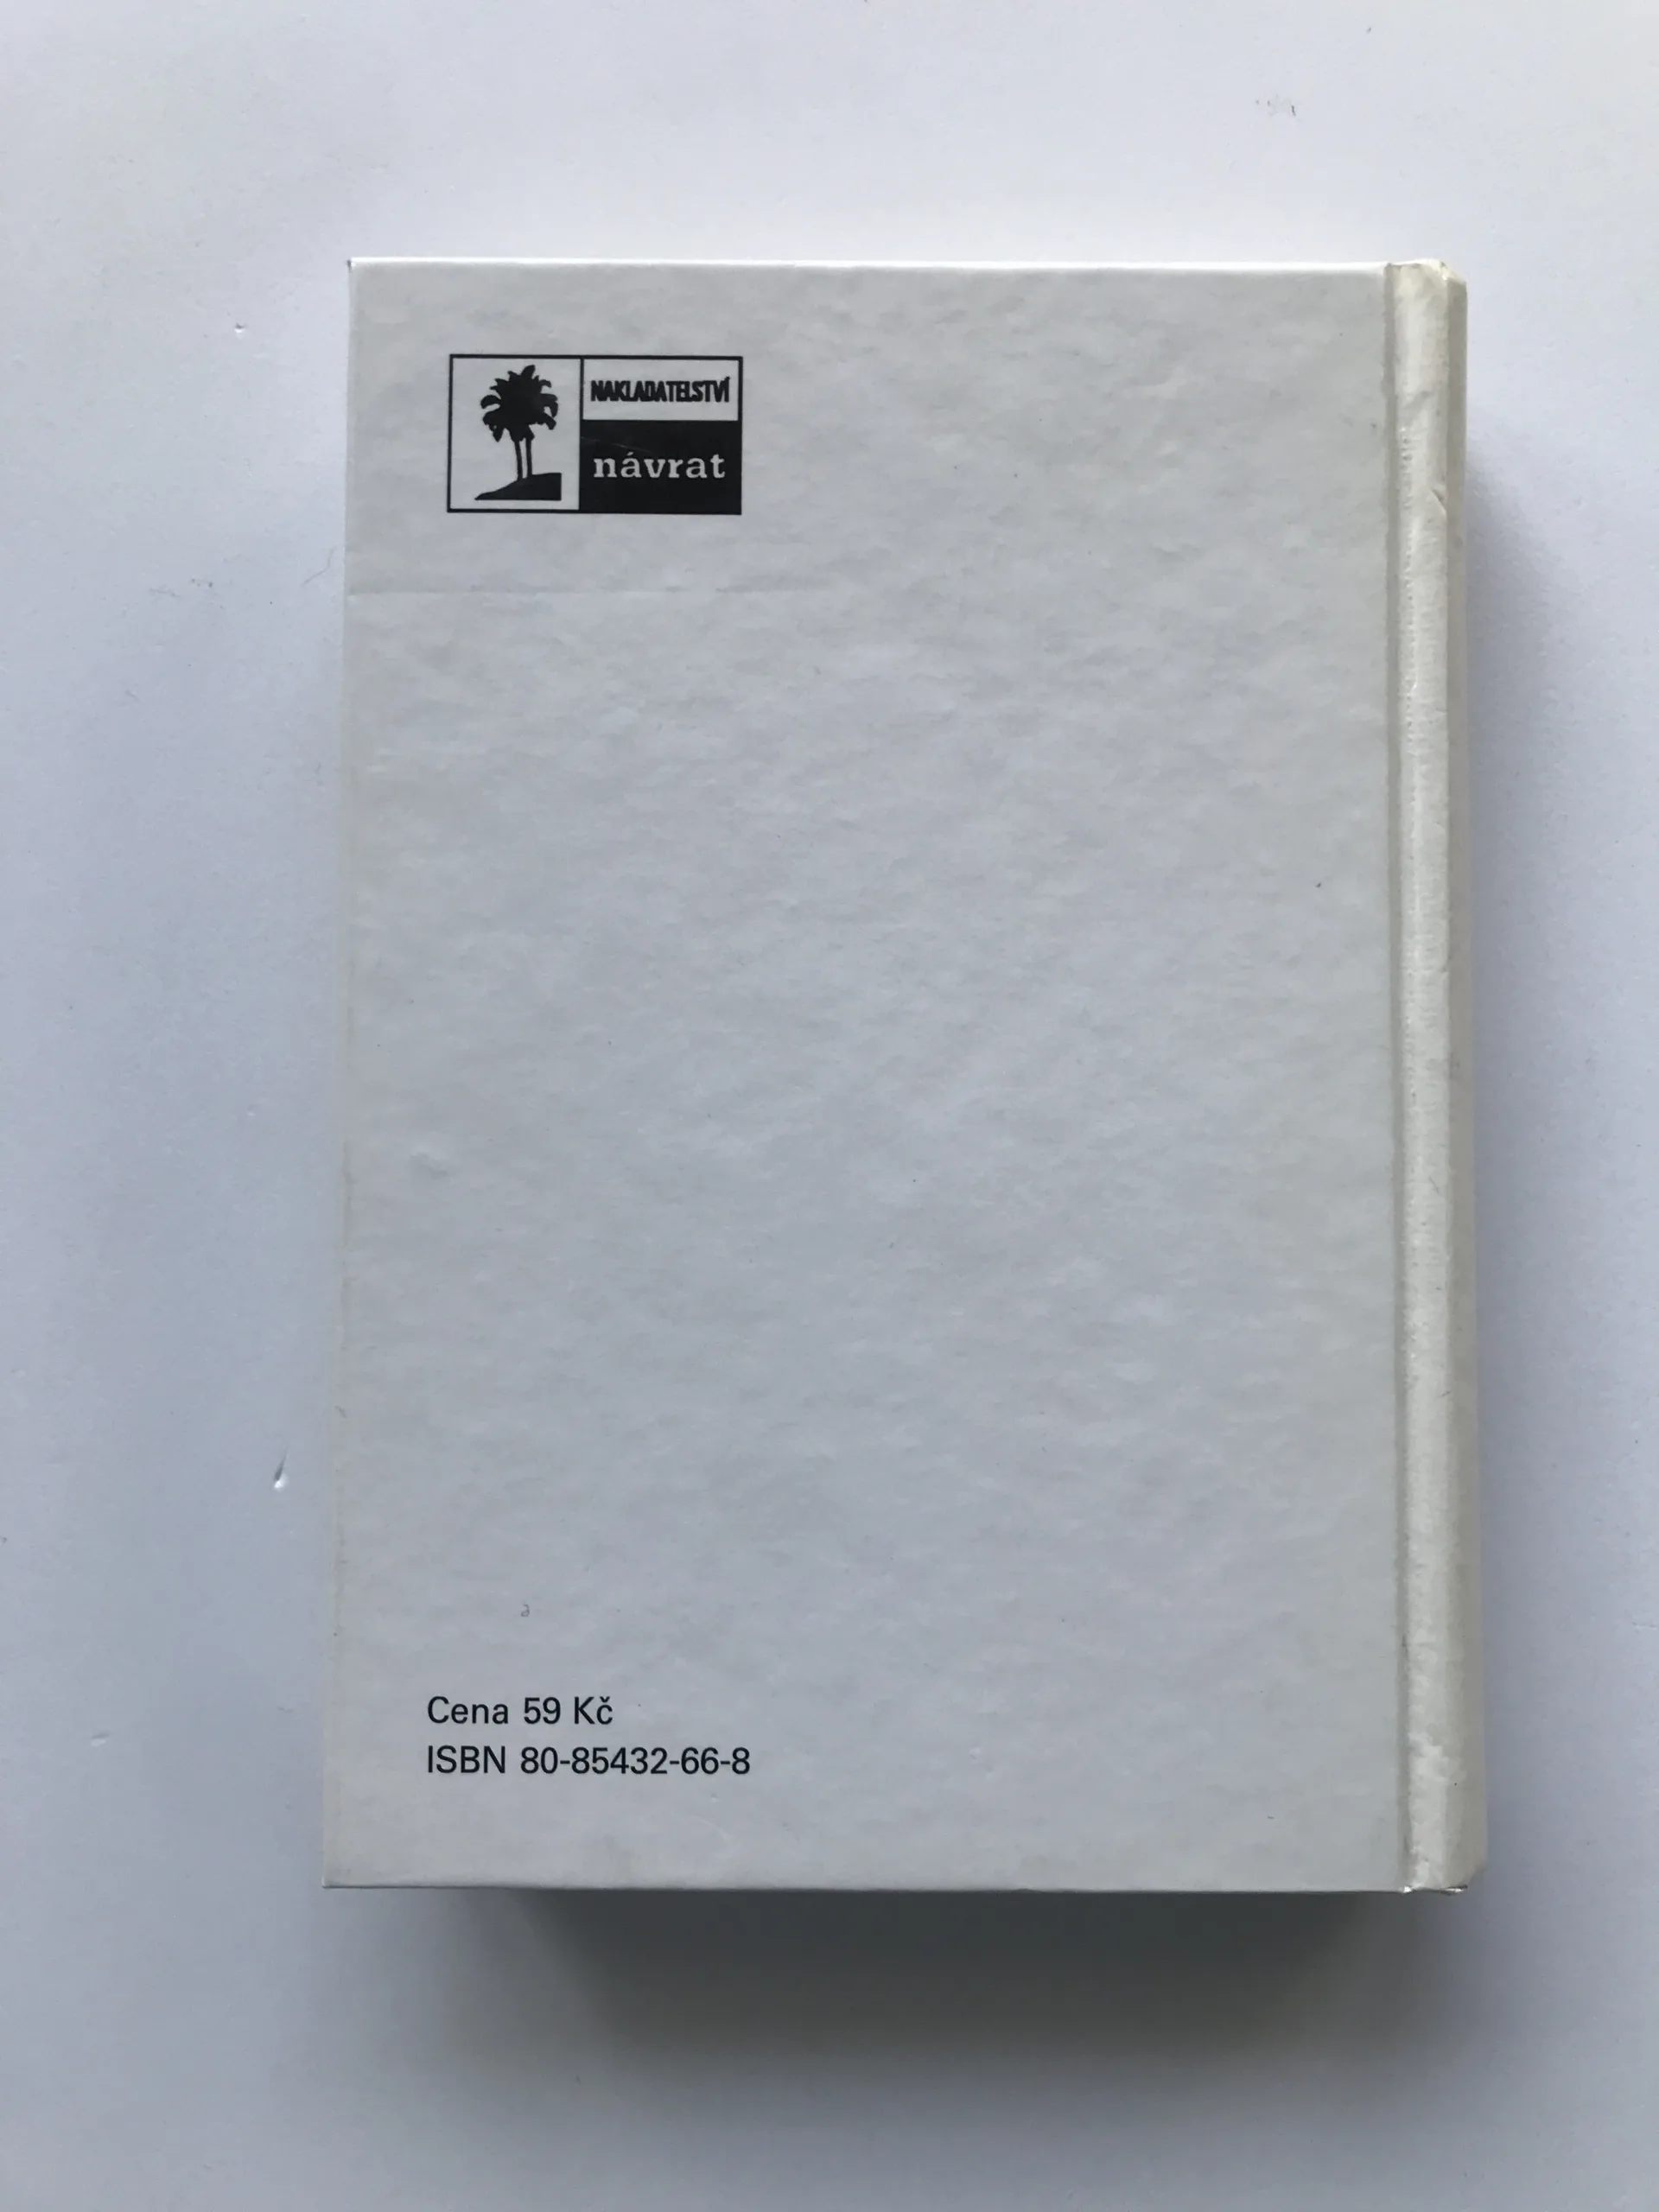 NAKLADATELSTVÍ
návrat
Cena 59 Kč
ISBN 80-85432-66-8